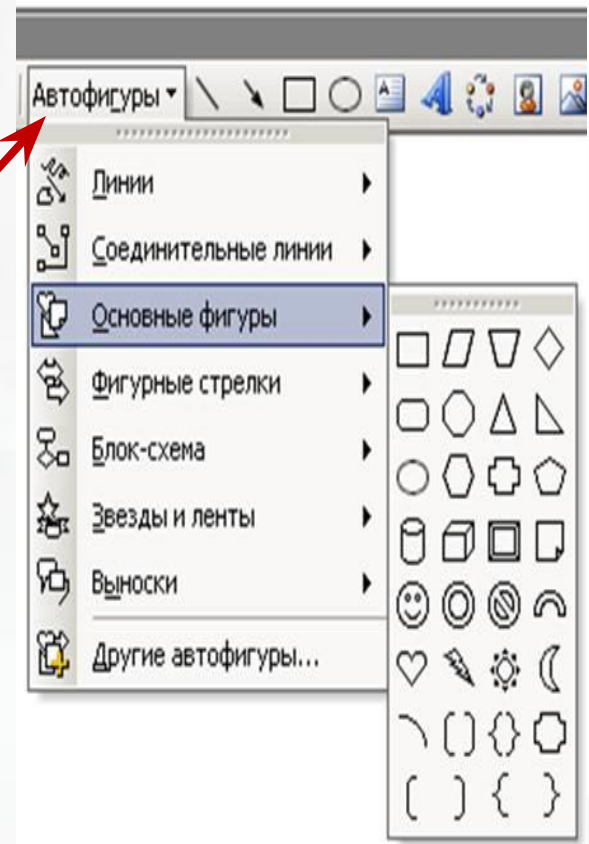 Автофигуры
Линии
Соединительные линии
Основные фигуры
Фигурные стрелки
Блок-схема
Звезды и ленты
Выноски
Другие автофигуры...